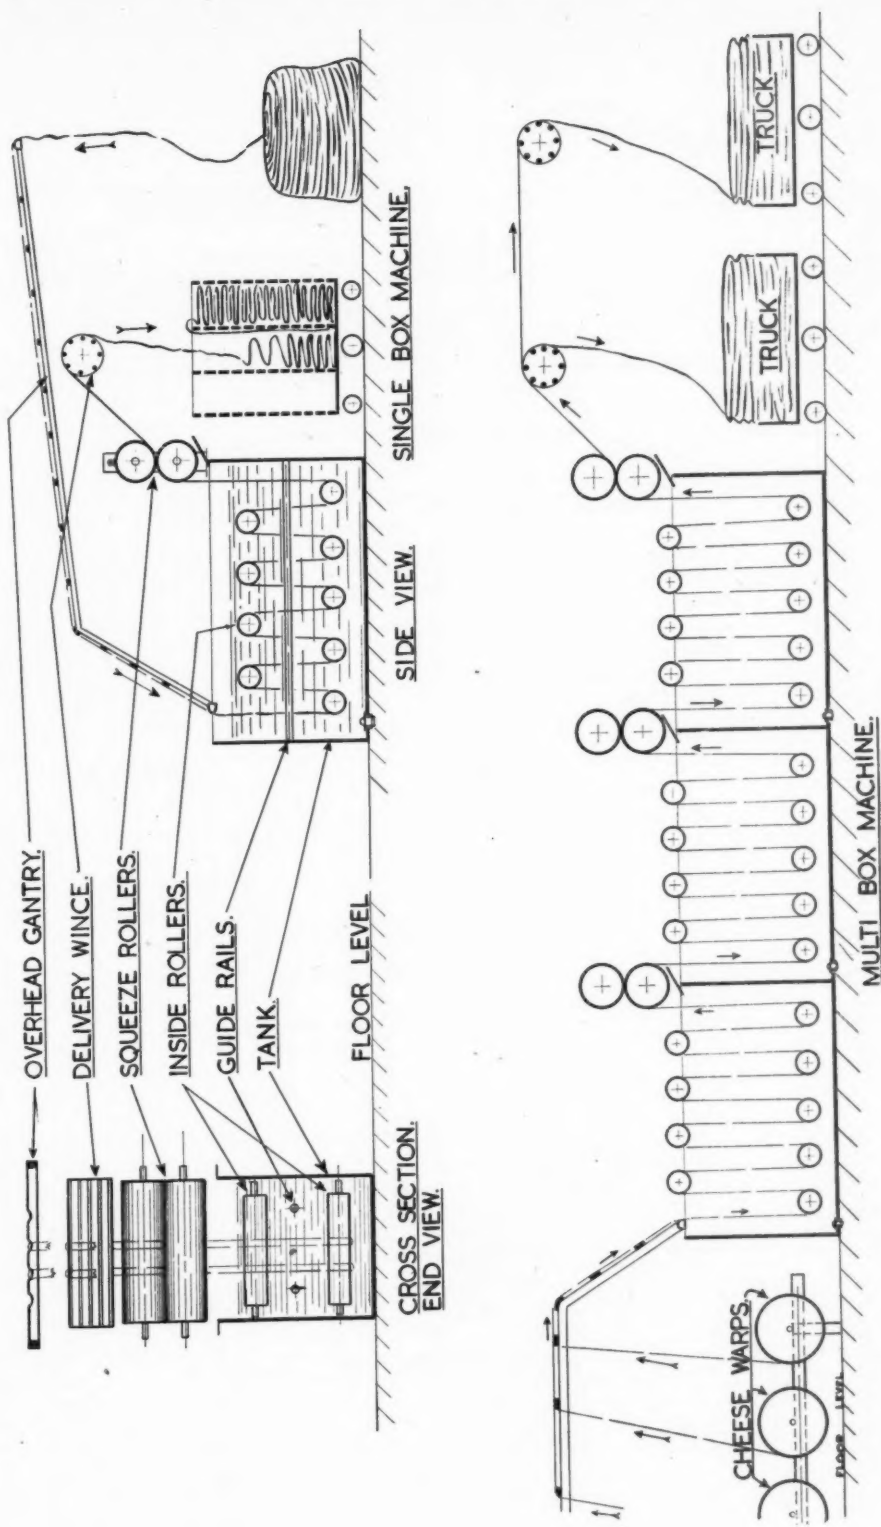 OVERHEAD GANTRY.
DELIVERY WINCE.
SQUEEZE ROLLERS.
INSIDE ROLLERS.
GUIDE RAILS.
TANK.
FLOOR LEVEL
CROSS SECTION.
END VIEW.
SIDE VIEW.
SINGLE BOX MACHINE.
CHEESE WARPS.
FLOOR LEVEL
TRUCK
TRUCK
MULTI BOX MACHINE.